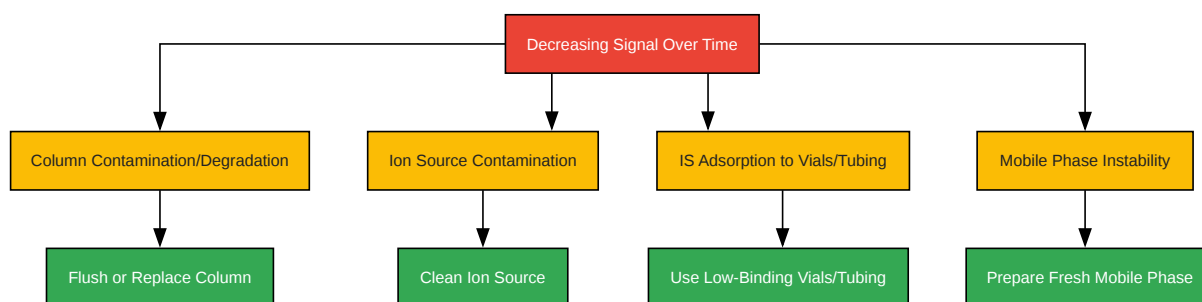 Decreasing Signal Over Time
Column Contamination/Degradation
Ion Source Contamination
IS Adsorption to Vials/Tubing
Mobile Phase Instability
Flush or Replace Column
Clean Ion Source
Use Low-Binding Vials/Tubing
Prepare Fresh Mobile Phase